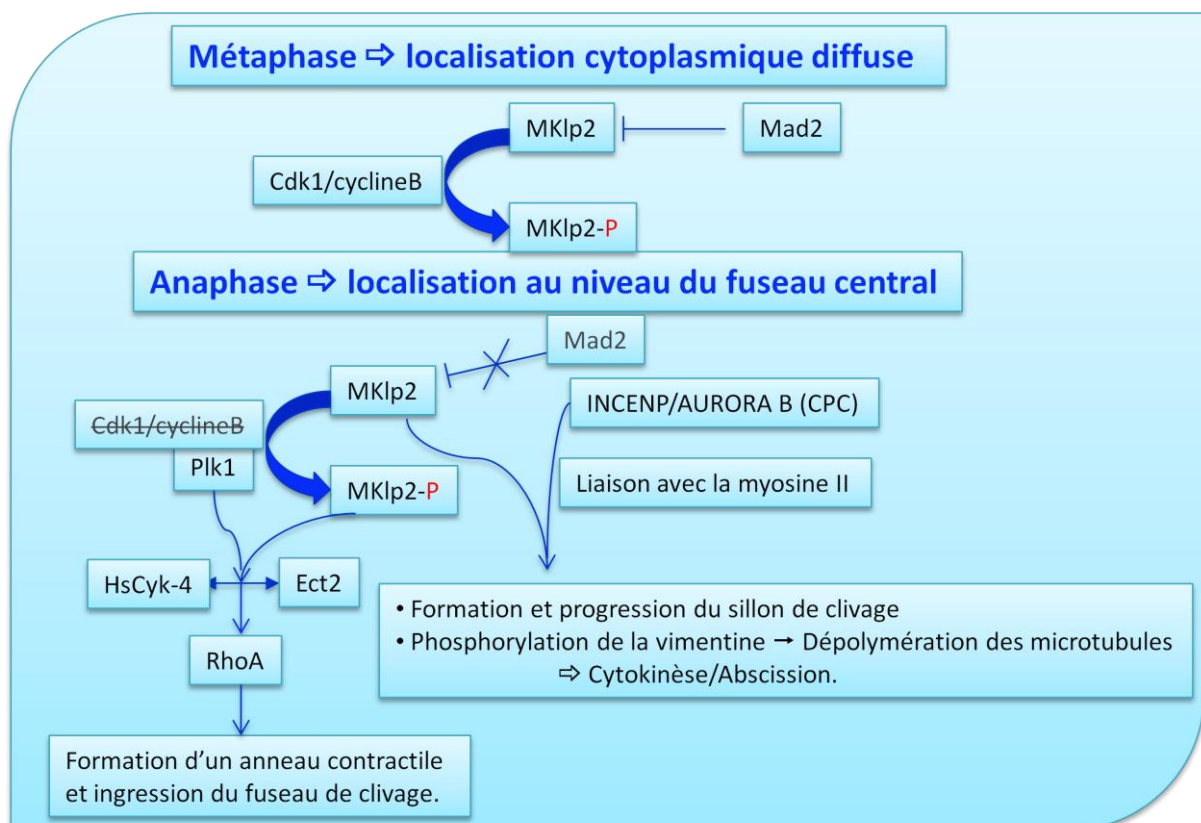 Métaphase ⇨ localisation cytoplasmique diffuse
MKlp2
Mad2
Cdk1/cyclineB
MKlp2-P
Anaphase ⇨ localisation au niveau du fuseau central
Mad2
MKlp2
INCENP/AURORA B (CPC)
Cdk1/cyclineB
Plk1
MKlp2-P
Liaison avec la myosine II
HsCyk-4
Ect2
• Formation et progression du sillon de clivage
• Phosphorylation de la vimentine → Dépolymération des microtubules
⇨ Cytokinèse/Abscission.
RhoA
Formation d’un anneau contractile
et ingression du fuseau de clivage.